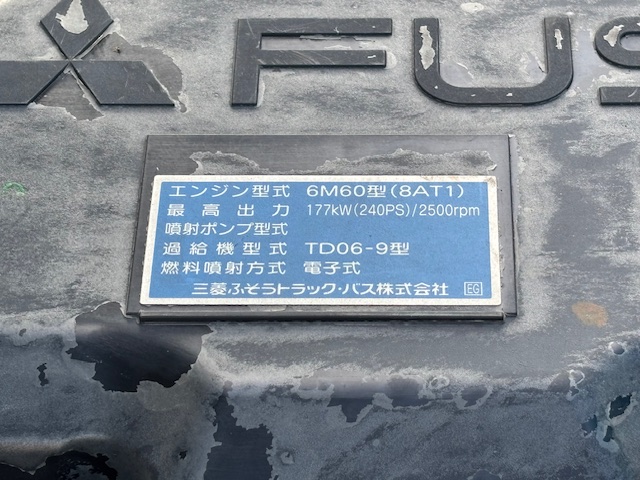 FUS
エンジン型式 6M60型(8AT1)
最高出力 177kW(240PS)/2500rpm
噴射ポンプ型式
過給機型式 TD06-9型
燃料噴射方式 電子式
三菱ふそうトラック・バス株式会社 EG